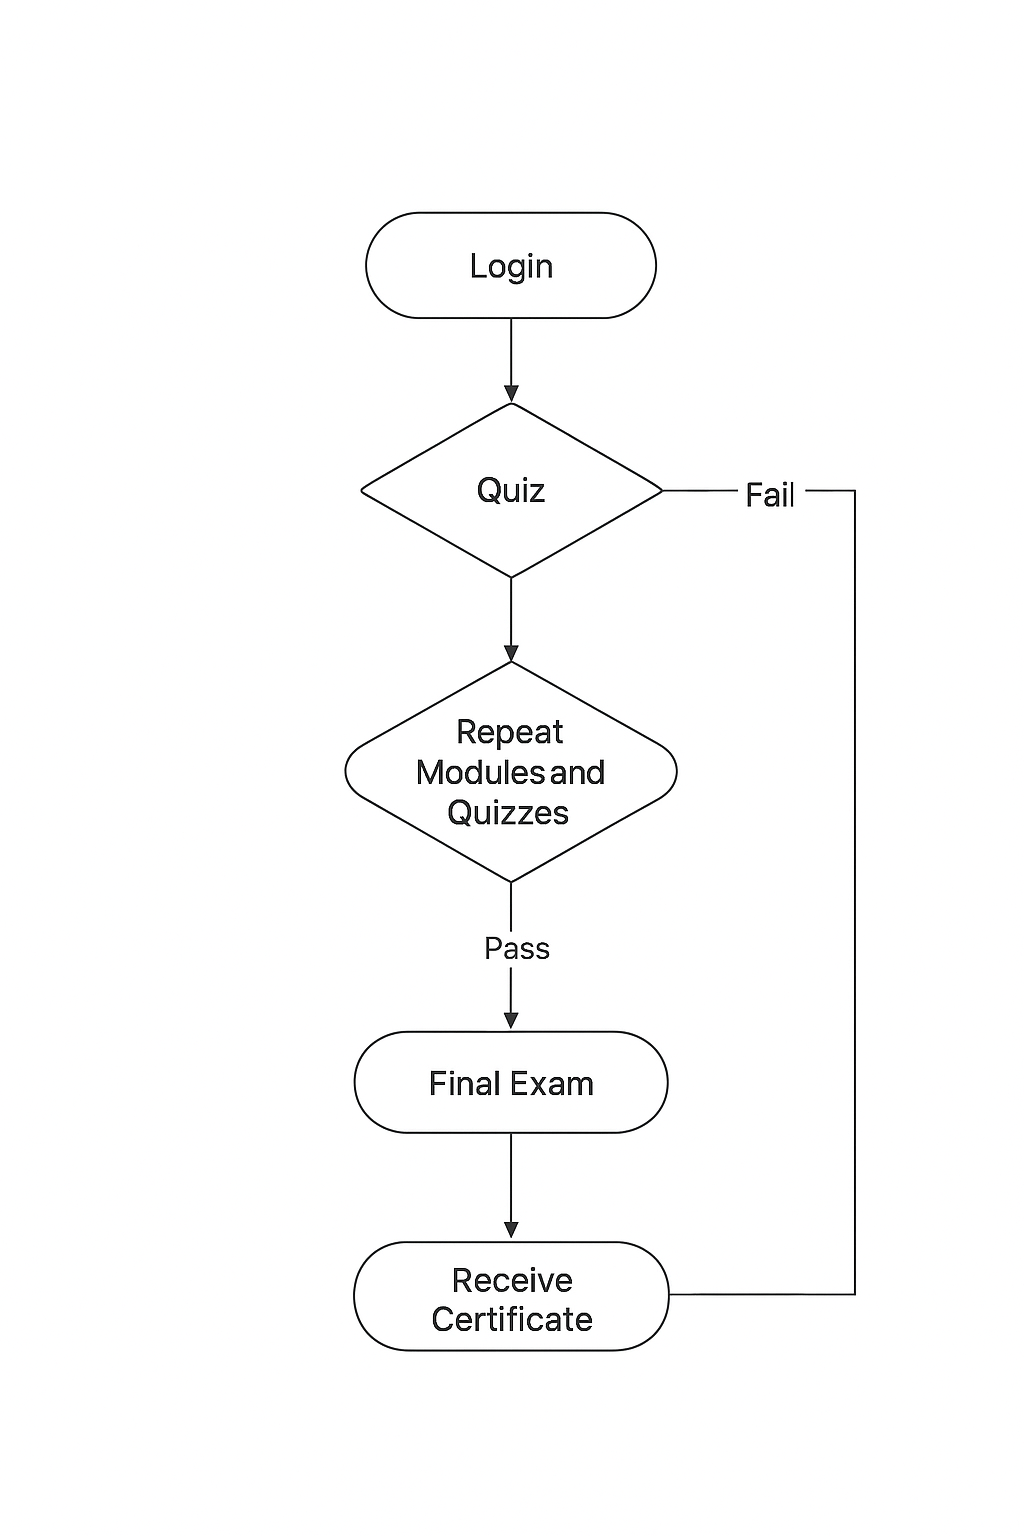 Login
Quiz
Fail
Repeat
Modules and
Quizzes
Pass
Final Exam
Receive
Certificate